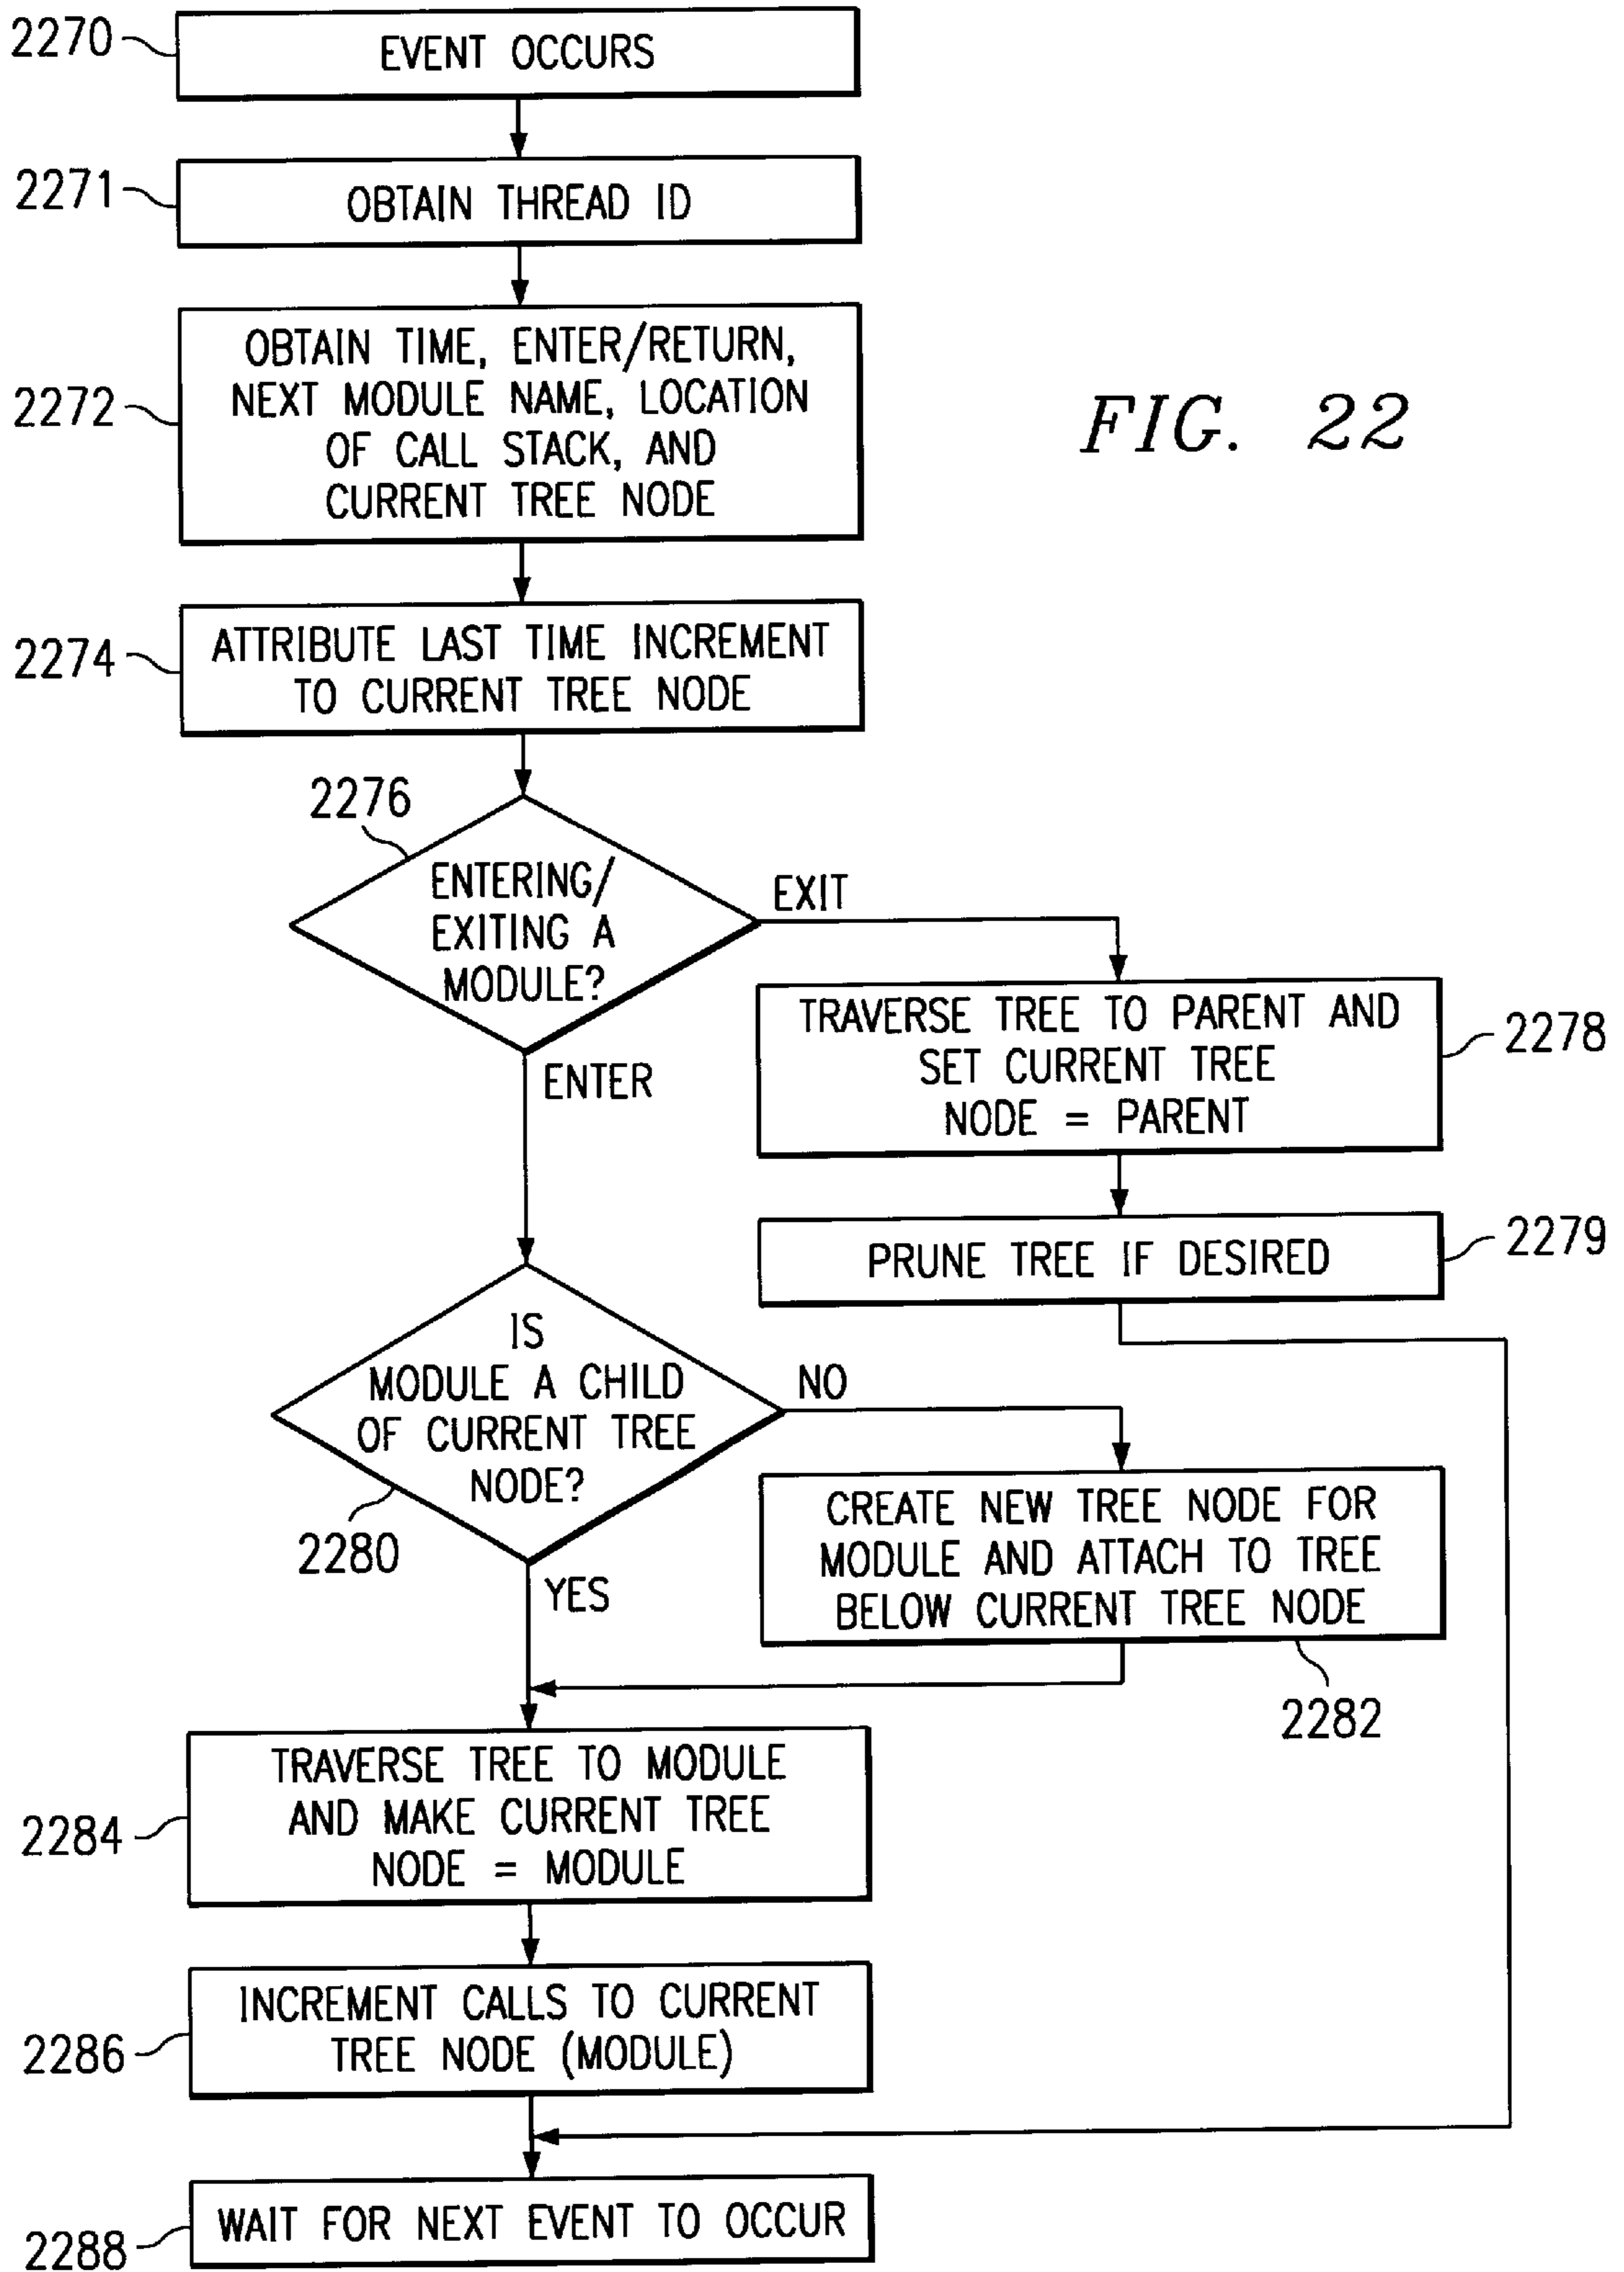 2270
EVENT OCCURS
2271
OBTAIN THREAD ID
2272
OBTAIN TIME, ENTER/RETURN,
NEXT MODULE NAME, LOCATION
OF CALL STACK, AND
CURRENT TREE NODE
FIG. 22
2274
ATTRIBUTE LAST TIME INCREMENT
TO CURRENT TREE NODE
2276
ENTERING/
EXITING A
MODULE?
EXIT
ENTER
TRAVERSE TREE TO PARENT AND
SET CURRENT TREE
NODE = PARENT
2278
PRUNE TREE IF DESIRED
2279
IS
MODULE A CHILD
OF CURRENT TREE
NODE?
NO
2280
YES
CREATE NEW TREE NODE FOR
MODULE AND ATTACH TO TREE
BELOW CURRENT TREE NODE
2282
TRAVERSE TREE TO MODULE
AND MAKE CURRENT TREE
NODE = MODULE
2284
INCREMENT CALLS TO CURRENT
TREE NODE (MODULE)
2286
WAIT FOR NEXT EVENT TO OCCUR
2288